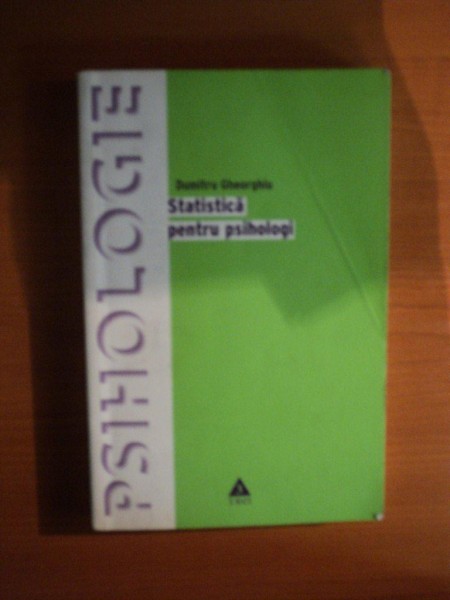 PSIHOLOGIE
Dumitru Gheorghiu
Statistică
pentru psihologi